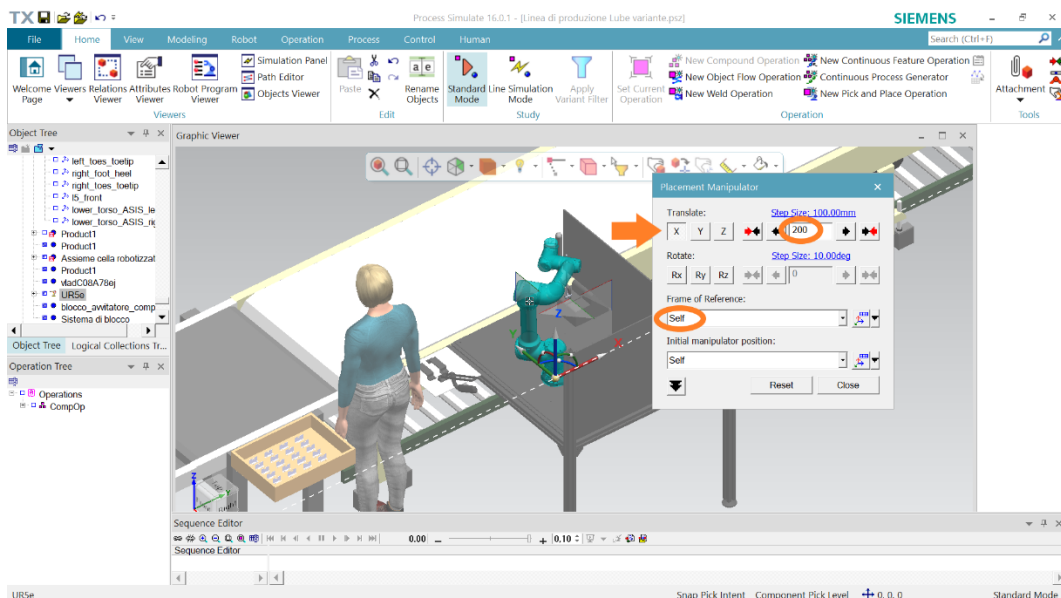 TX
Process Simulate 16.0.1 - [Linea di produzione Lube variante.psz]
SIEMENS
File Home View Modeling Robot Operation Process Control Human
Search (Ctrl+F)
Welcome Page
Viewers
Relations Viewer
Attributes Viewer
Robot Program Viewer
Simulation Panel
Path Editor
Objects Viewer
Paste
Rename Objects
Standard Mode
Line Simulation Mode
Apply Variant Filter
Set Current Operation
New Compound Operation
New Object Flow Operation
New Weld Operation
New Continuous Feature Operation
Continuous Process Generator
New Pick and Place Operation
Attachment
Viewers Edit Study Operation Tools
Object Tree
left_toes_toetip
right_foot_heel
right_toes_toetip
l5_front
lower_torso_ASIS_le
lower_torso_ASIS_ri
Product1
Product1
Assieme cella robotizzat
Product1
vladC08A78ej
UR5e
blocco_avvitatore_comp
Sistema di blocco
Object Tree Logical Collections Tr...
Operation Tree
Operations
CompOp
Graphic Viewer
Z
Y
X
Z
Y
Placement Manipulator
Translate: Step Size: 100.00mm
X Y Z 200
Rotate: Step Size: 10.00deg
Rx Ry Rz 0
Frame of Reference:
Self
Initial manipulator position:
Self
Reset Close
Sequence Editor
0.00 0.10
Sequence Editor
UR5e
Snap Pick Intent Component Pick Level 0, 0, 0 Standard Mode